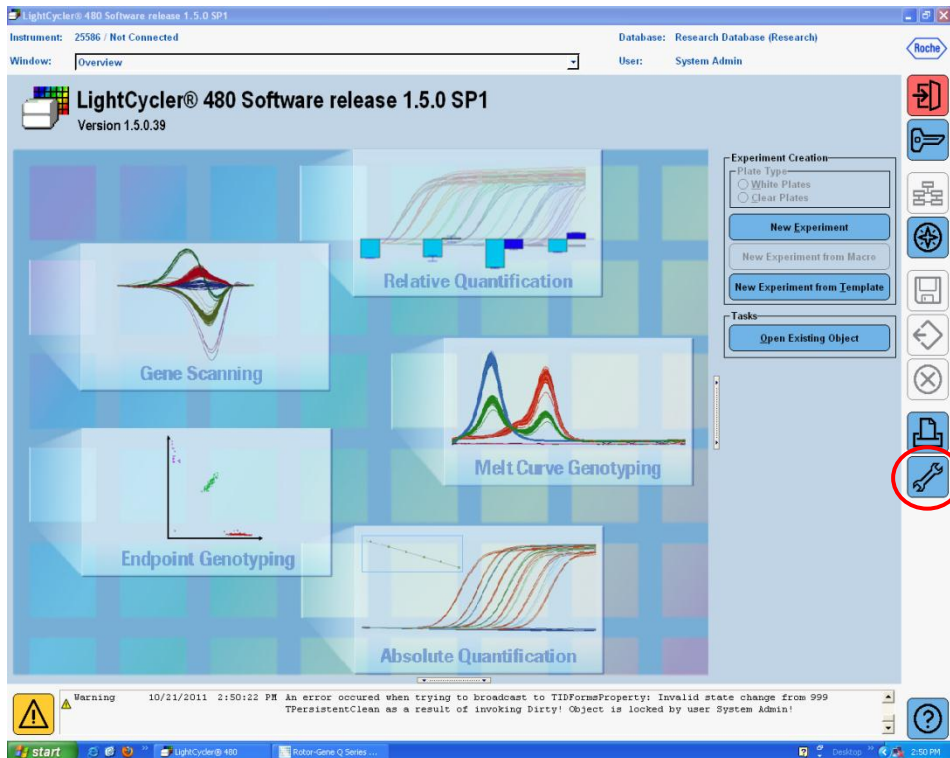 LightCycler® 480 Software release 1.5.0 SP1
Instrument: 25586 / Not Connected
Database: Research Database (Research)
Window: Overview
User: System Admin
Roche
LightCycler® 480 Software release 1.5.0 SP1
Version 1.5.0.39
Experiment Creation
Plate Type
White Plates
Clear Plates
New Experiment
New Experiment from Macro
New Experiment from Template
Tasks
Open Existing Object
Relative Quantification
Gene Scanning
Melt Curve Genotyping
Endpoint Genotyping
Absolute Quantification
Warning 10/21/2011 2:50:22 PM An error occured when trying to broadcast to TIDFormsProperty: Invalid state change from 999
TPersistentClean as a result of invoking Dirty! Object is locked by user System Admin!
start
LightCycler® 480
Rotor-Gene Q Series ...
Desktop
2:50 PM